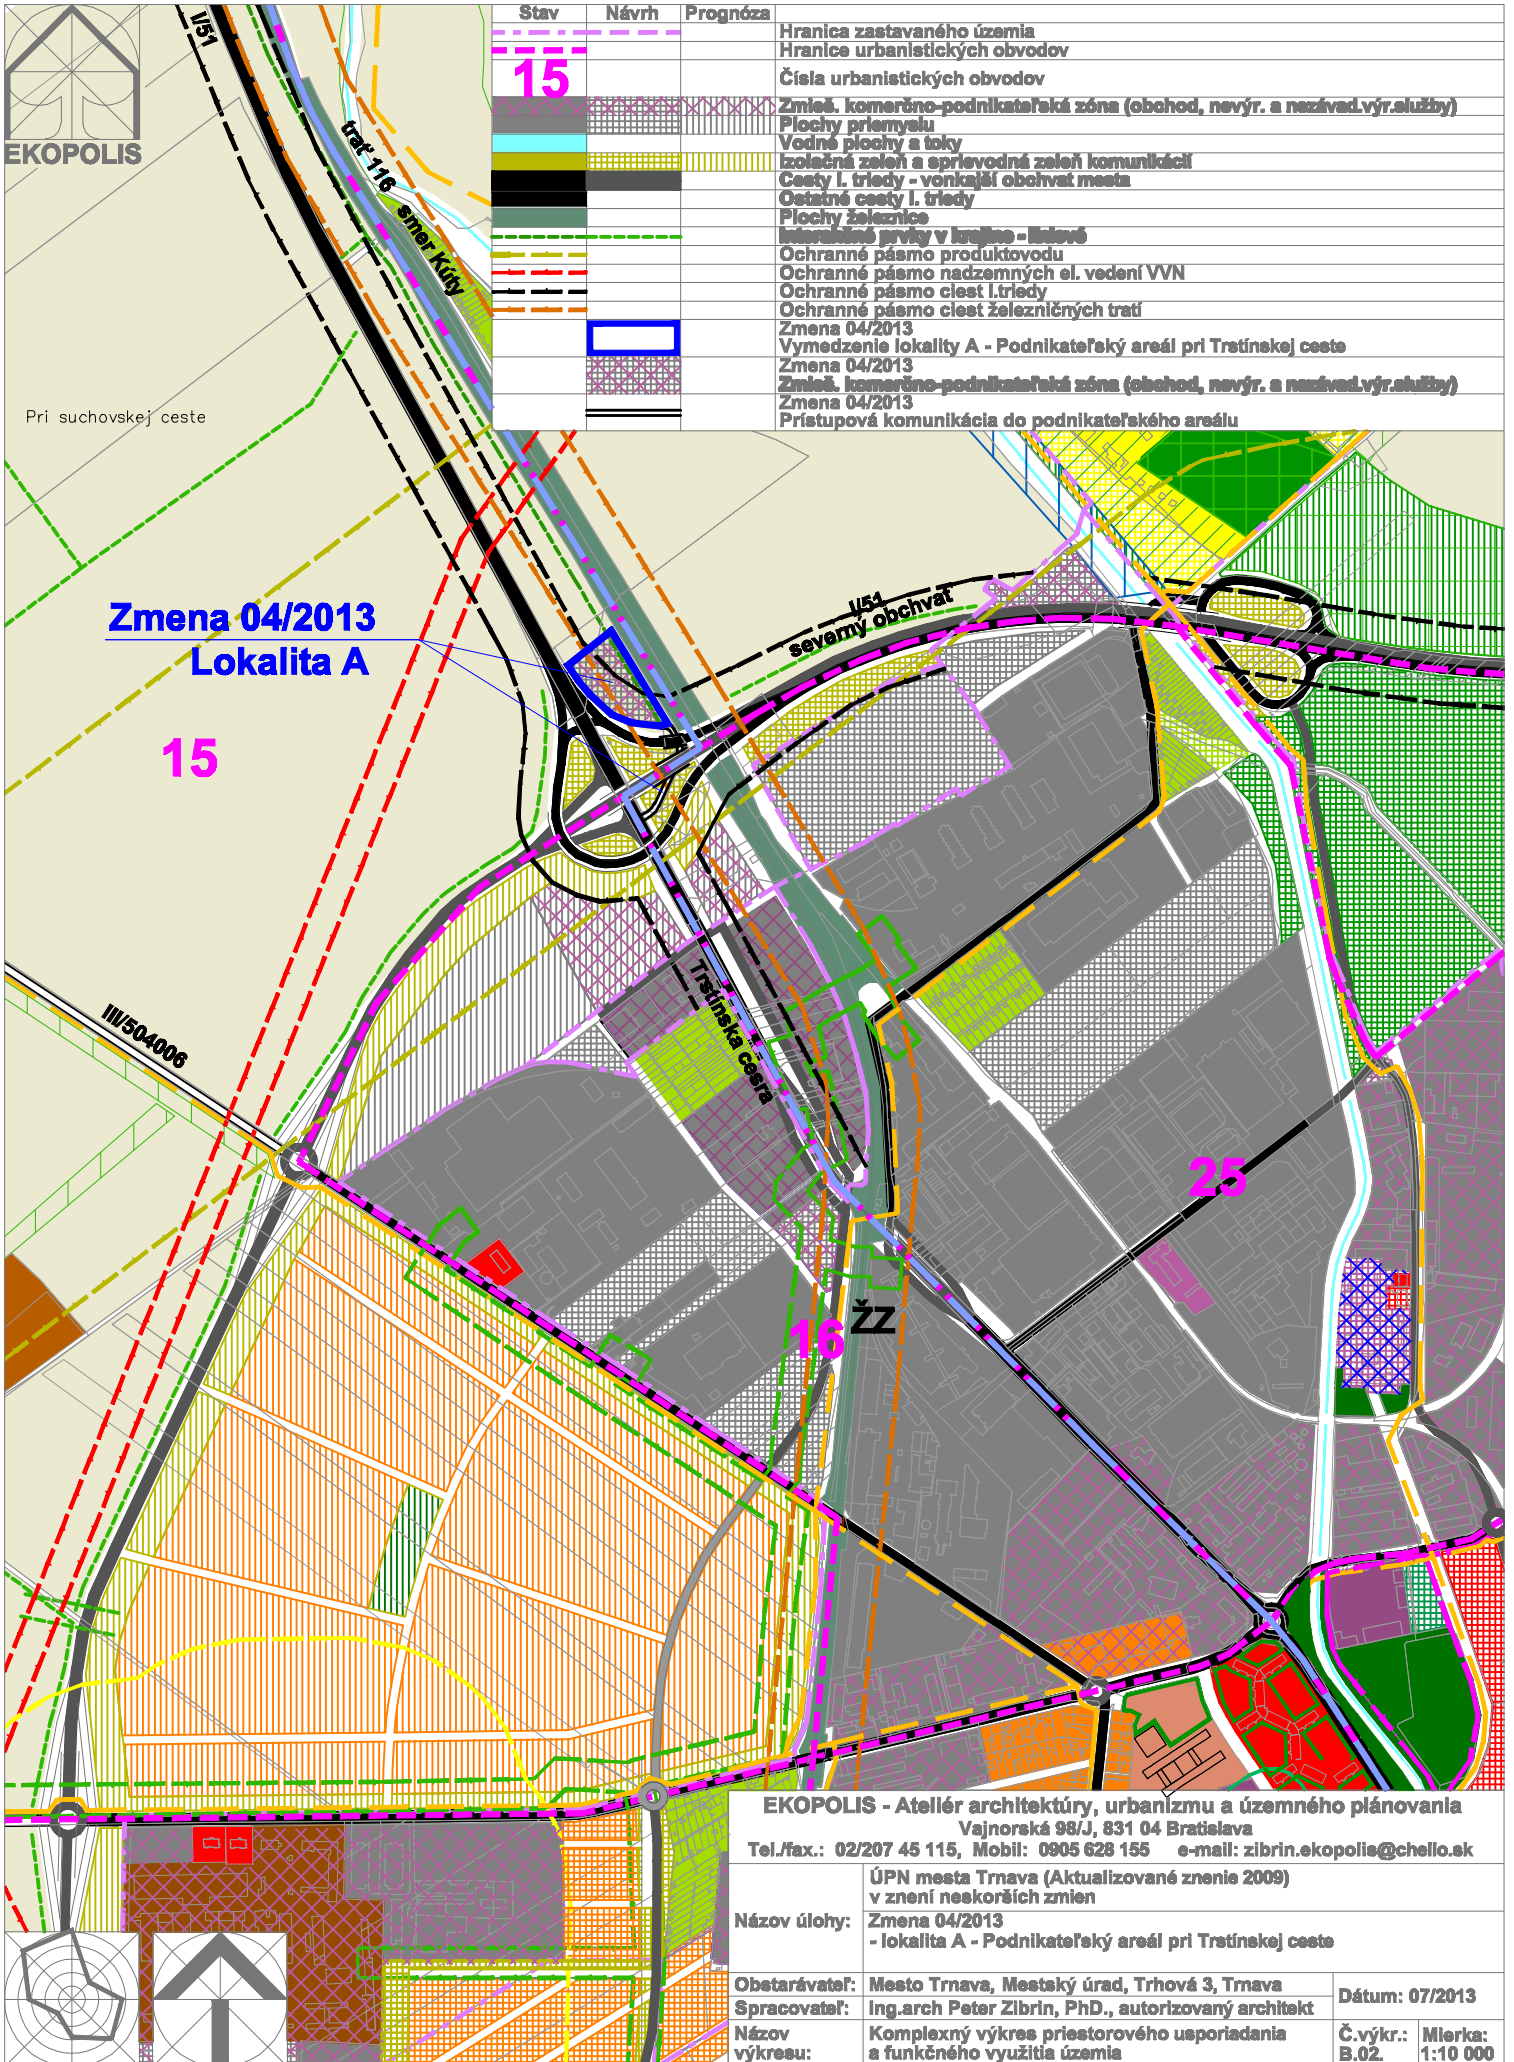 EKOPOLIS
Stav Návrh Prognóza
Hranica zastavaného územia
Hranice urbanistických obvodov
15
Čísla urbanistických obvodov
Zmieš. komerčno-podnikateľská zóna (obchod, nevýr. a nezávad.výr.služby)
Plochy priemyslu
Vodné plochy a toky
Izolačná zeleň a sprievodná zeleň komunikácií
Cesty I. triedy - vonkajší obchvat mesta
Ostatné cesty I. triedy
Plochy železnice
Interakčné prvky v krajine - líniové
Ochranné pásmo produktovodu
Ochranné pásmo nadzemných el. vedení VVN
Ochranné pásmo ciest I.triedy
Ochranné pásmo ciest železničných tratí
Zmena 04/2013
Vymedzenie lokality A - Podnikateľský areál pri Trstínskej ceste
Zmena 04/2013
Zmieš. komerčno-podnikateľská zóna (obchod, nevýr. a nezávad.výr.služby)
Zmena 04/2013
Prístupová komunikácia do podnikateľského areálu
I/51
trať 116
smer Kúty
Pri suchovskej ceste
Zmena 04/2013
Lokalita A
15
I/51
severný obchvat
III/504006
Trstínska cesta
25
16
ŽZ
EKOPOLIS - Ateliér architektúry, urbanizmu a územného plánovania
Vajnorská 98/J, 831 04 Bratislava
Tel./fax.: 02/207 45 115, Mobil: 0905 628 155 e-mail: zibrin.ekopolis@chello.sk
ÚPN mesta Trnava (Aktualizované znenie 2009)
v znení neskorších zmien
Názov úlohy: Zmena 04/2013
- lokalita A - Podnikateľský areál pri Trstínskej ceste
Obstarávateľ: Mesto Trnava, Mestský úrad, Trhová 3, Trnava
Spracovateľ: Ing.arch Peter Zibrin, PhD., autorizovaný architekt
Dátum: 07/2013
Názov výkresu: Komplexný výkres priestorového usporiadania
a funkčného využitia územia
Č.výkr.: B.02.
Mierka: 1:10 000